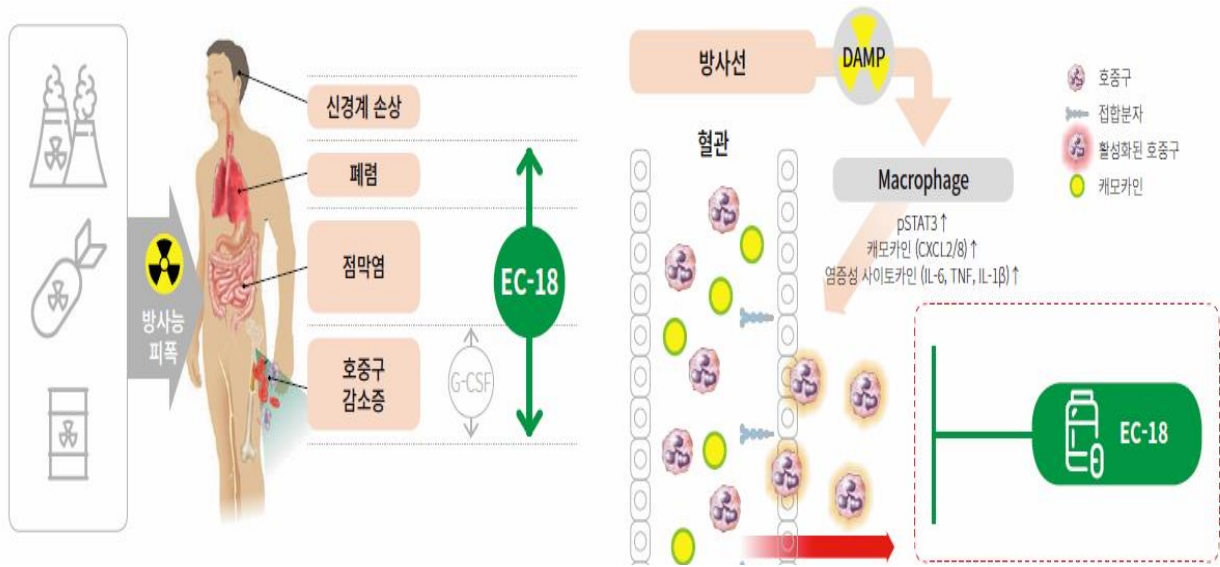 신경계 손상
폐렴
점막염
호중구
감소증
방사능
피폭
G-CSF
EC-18
방사선
DAMP
혈관
Macrophage
pSTAT3↑
캐모카인 (CXCL2/8)↑
염증성 사이토카인 (IL-6, TNF, IL-1β)↑
호중구
접합분자
활성화된 호중구
캐모카인
EC-18